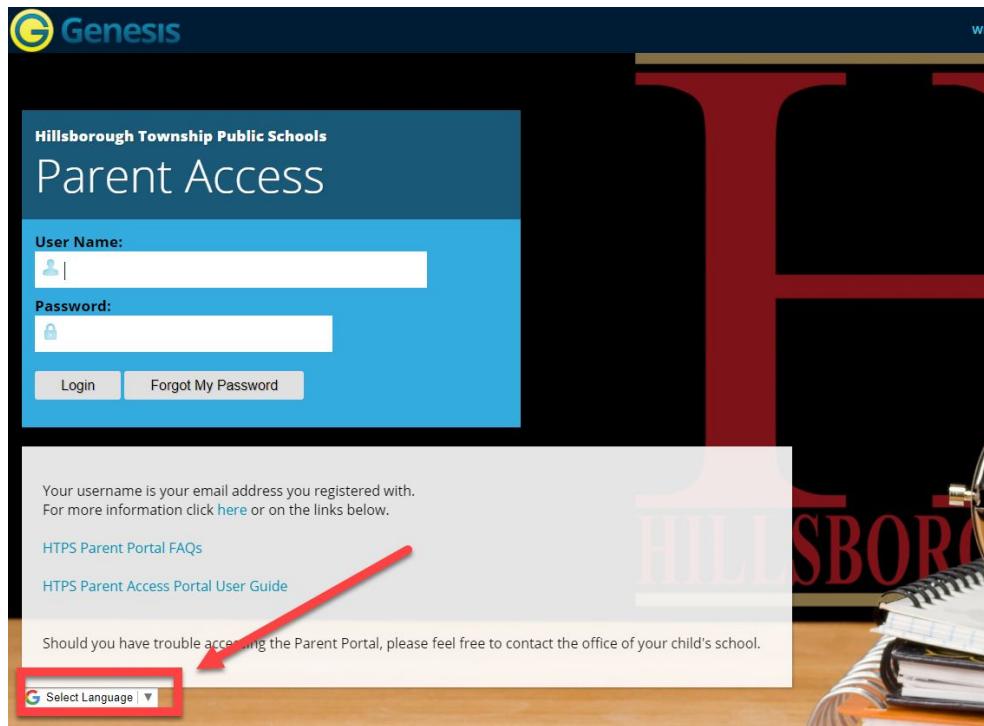 Genesis
Hillsborough Township Public Schools
Parent Access
User Name:
Password:
Login Forgot My Password
Your username is your email address you registered with.
For more information click here or on the links below.
HTPS Parent Portal FAQs
HTPS Parent Access Portal User Guide
Should you have trouble accessing the Parent Portal, please feel free to contact the office of your child's school.
Select Language ▼
H
HILLSBORO